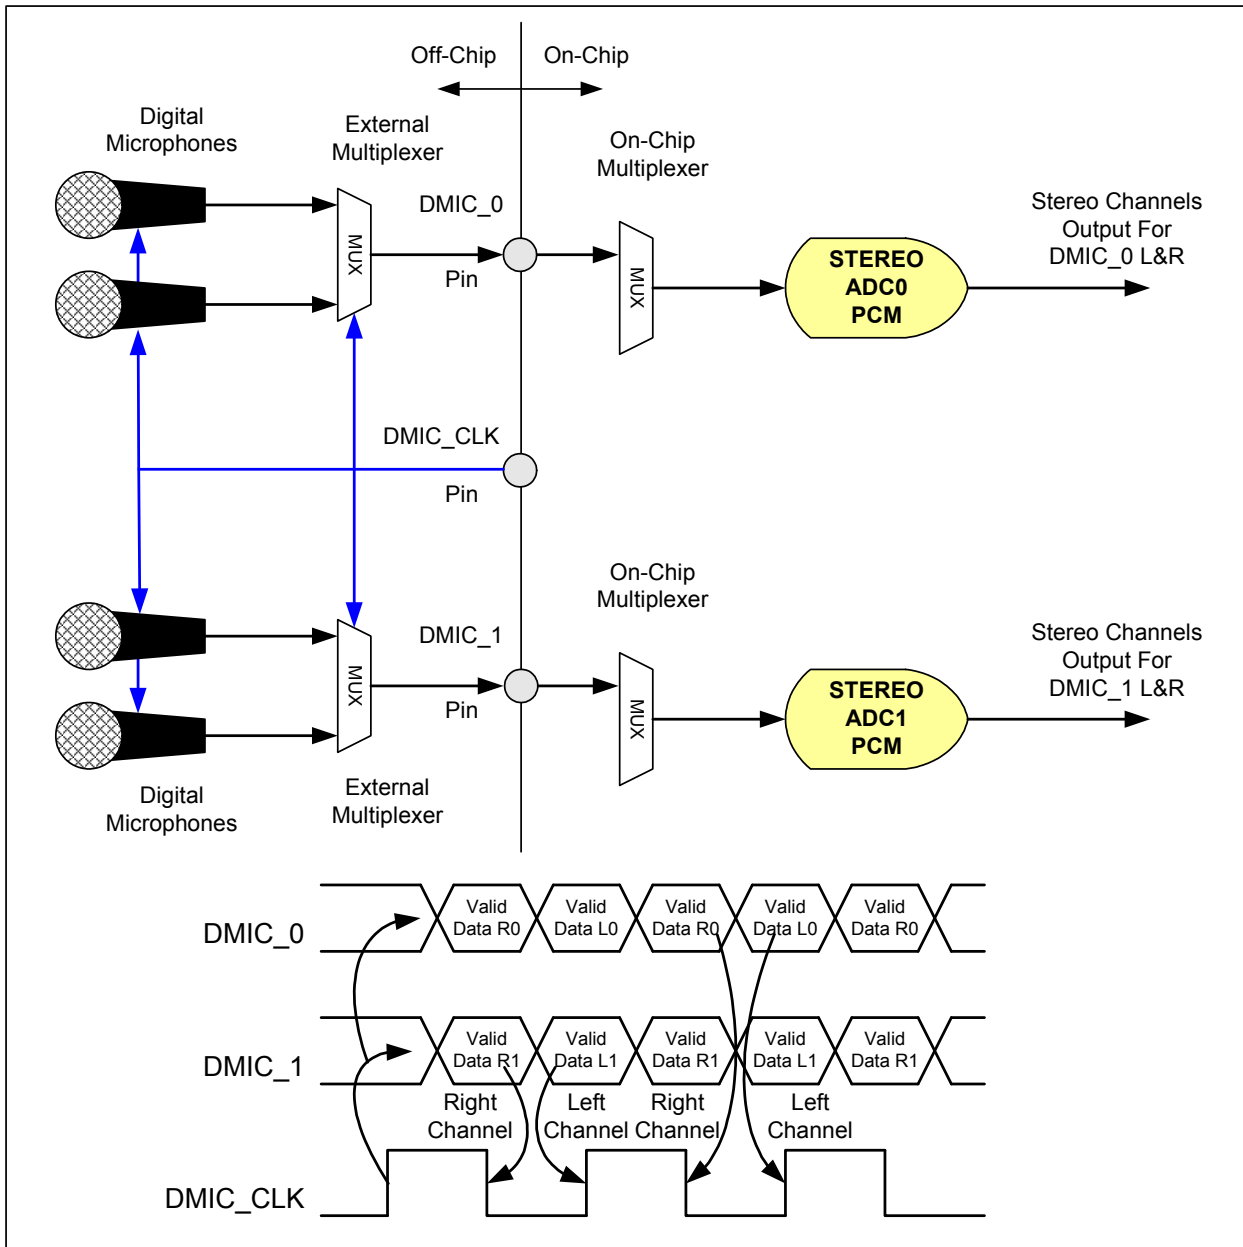 Off-Chip
On-Chip
Digital
Microphones
External
Multiplexer
On-Chip
Multiplexer
DMIC_0
MUX
Pin
MUX
STEREO
ADC0
PCM
Stereo Channels
Output For
DMIC_0 L&R
DMIC_CLK
Pin
On-Chip
Multiplexer
DMIC_1
MUX
Pin
MUX
STEREO
ADC1
PCM
Stereo Channels
Output For
DMIC_1 L&R
Digital
Microphones
External
Multiplexer
DMIC_0
Valid
Data R0
Valid
Data L0
Valid
Data R0
Valid
Data L0
Valid
Data R0
DMIC_1
Valid
Data R1
Valid
Data L1
Valid
Data R1
Valid
Data L1
Valid
Data R1
Right
Channel
Left
Channel
Right
Channel
Left
Channel
DMIC_CLK